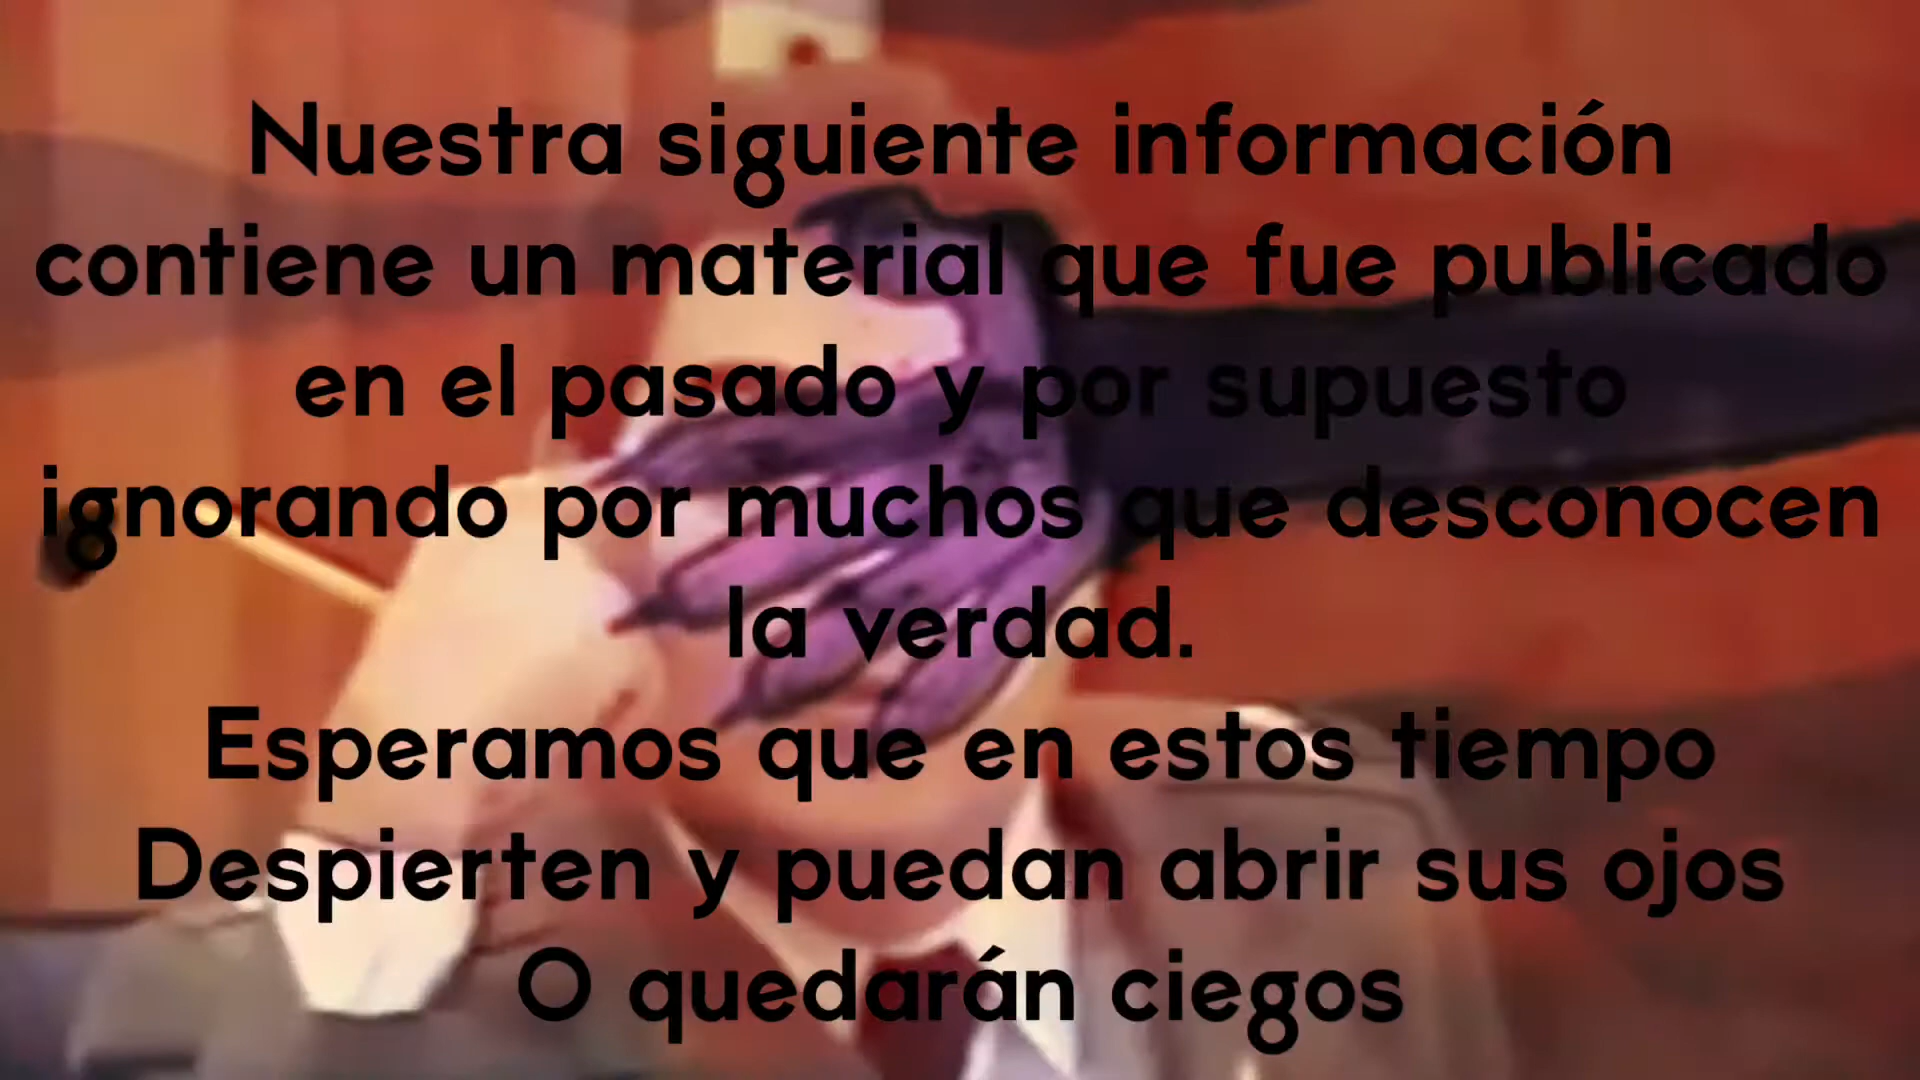 Nuestra siguiente información
contiene un material que fue publicado
en el pasado y por supuesto
ignorando por muchos que desconocen
la verdad.
Esperamos que en estos tiempo
Despierten y puedan abrir sus ojos
O quedarán ciegos